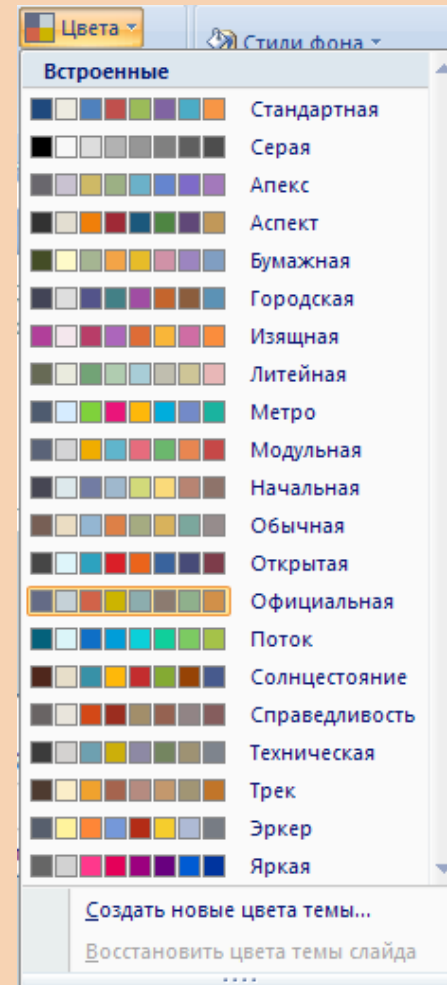 Цвета
Стили фона
Встроенные
Стандартная
Серая
Апекс
Аспект
Бумажная
Городская
Изящная
Литейная
Метро
Модульная
Начальная
Обычная
Открытая
Официальная
Поток
Солнцестояние
Справедливость
Техническая
Трек
Эркер
Яркая
Создать новые цвета темы...
Восстановить цвета темы слайда